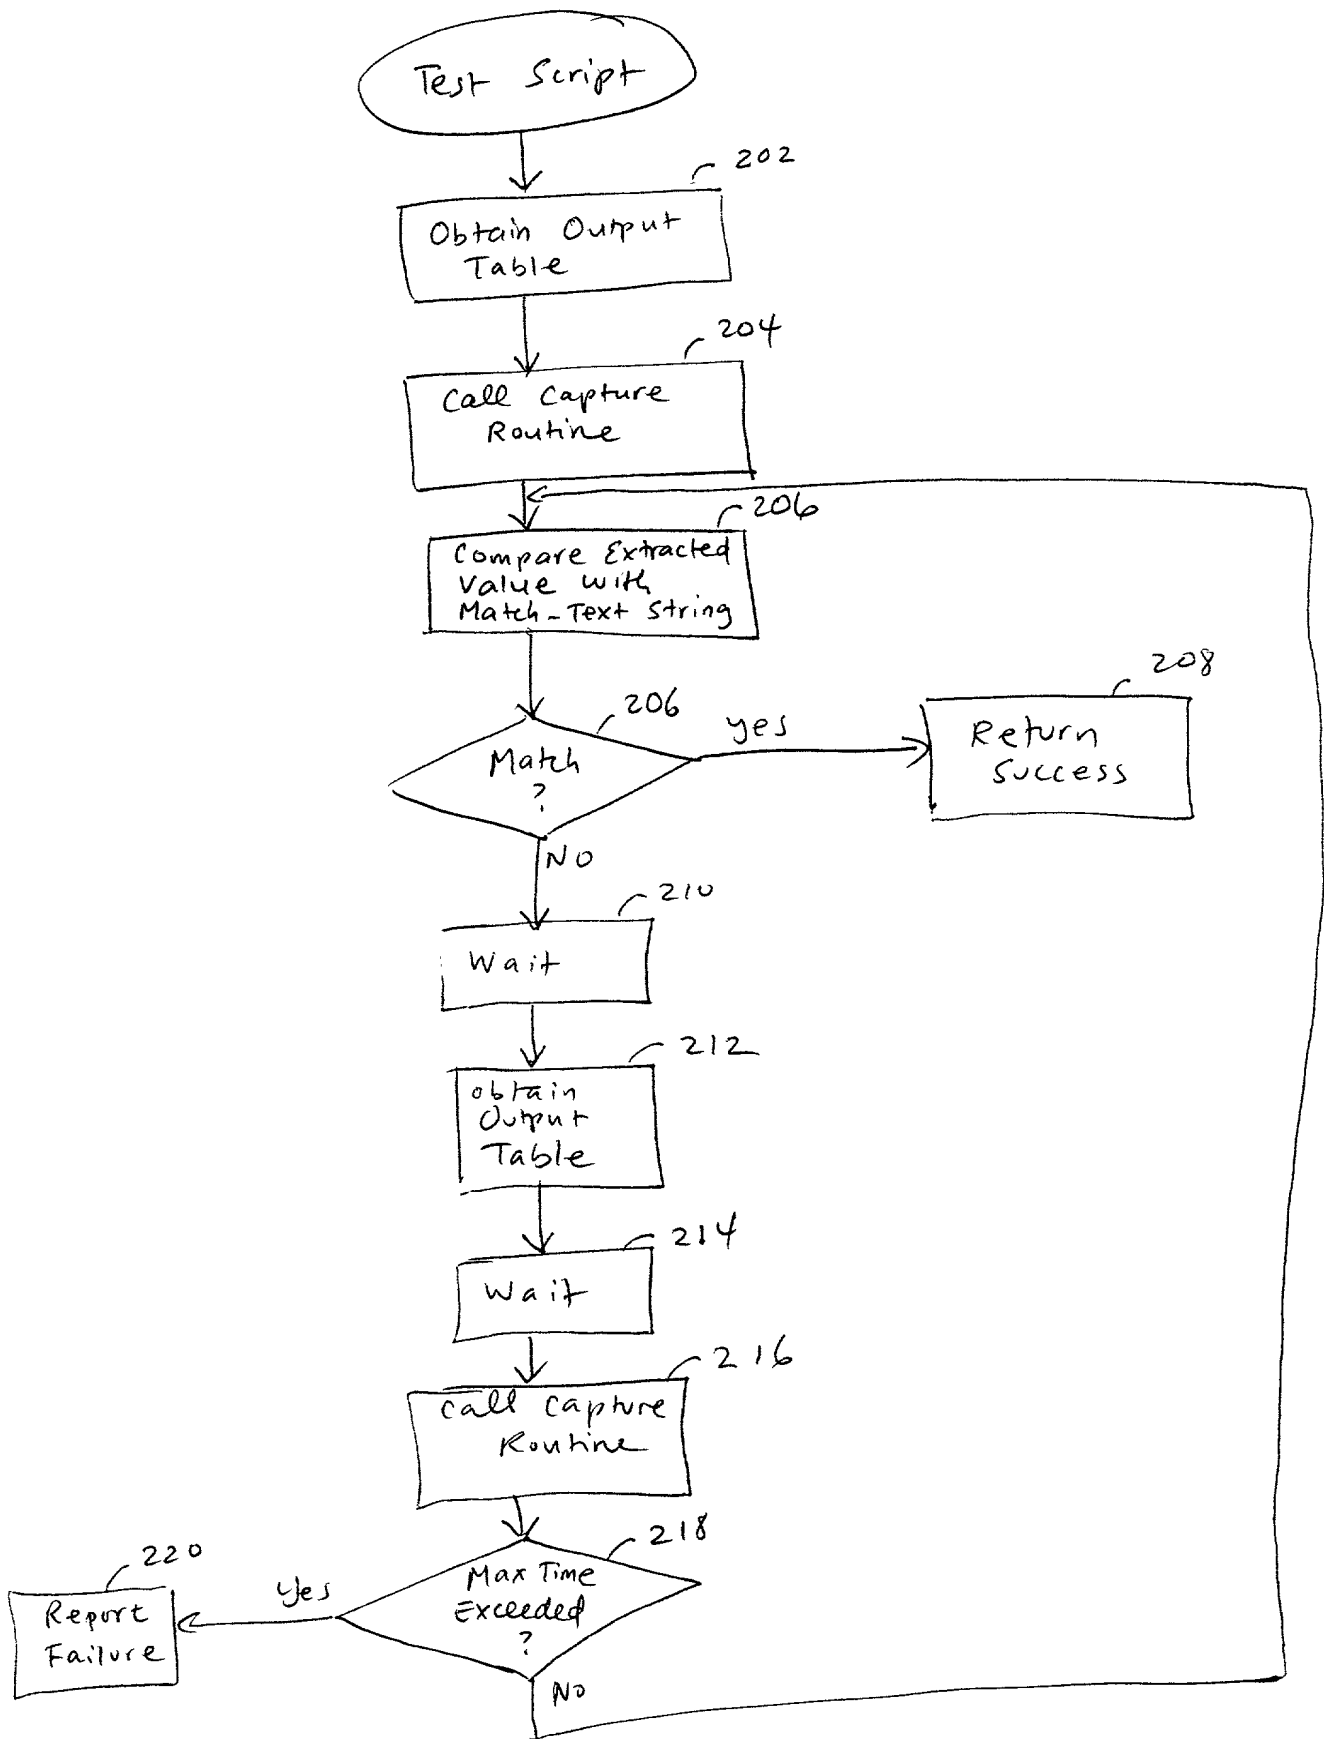 Test Script
202
Obtain Output
Table
204
Call Capture
Routine
206
Compare Extracted
Value with
Match-Text String
206
Match
?
yes
208
Return
Success
NO
210
Wait
212
Obtain
Output
Table
214
Wait
216
Call Capture
Routine
218
Max Time
Exceeded
?
Yes
220
Report
Failure
NO